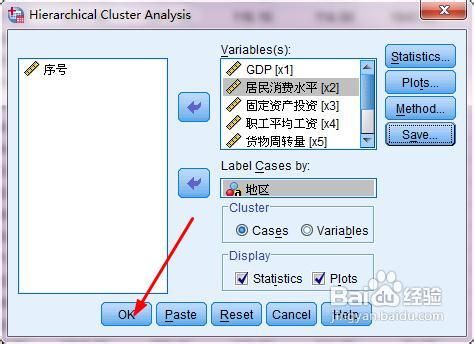 Hierarchical Cluster Analysis
Variables(s):
序号
GDP [x1]
居民消费水平 [x2]
固定资产投资 [x3]
职工平均工资 [x4]
货物周转量 [x5]
Statistics...
Plots...
Method...
Save...
Label Cases by:
地区
Cluster
Cases
Variables
Display
Statistics
Plots
OK
Paste
Reset
Cancel
Help
Baidu 经验
jingyan.baidu.com